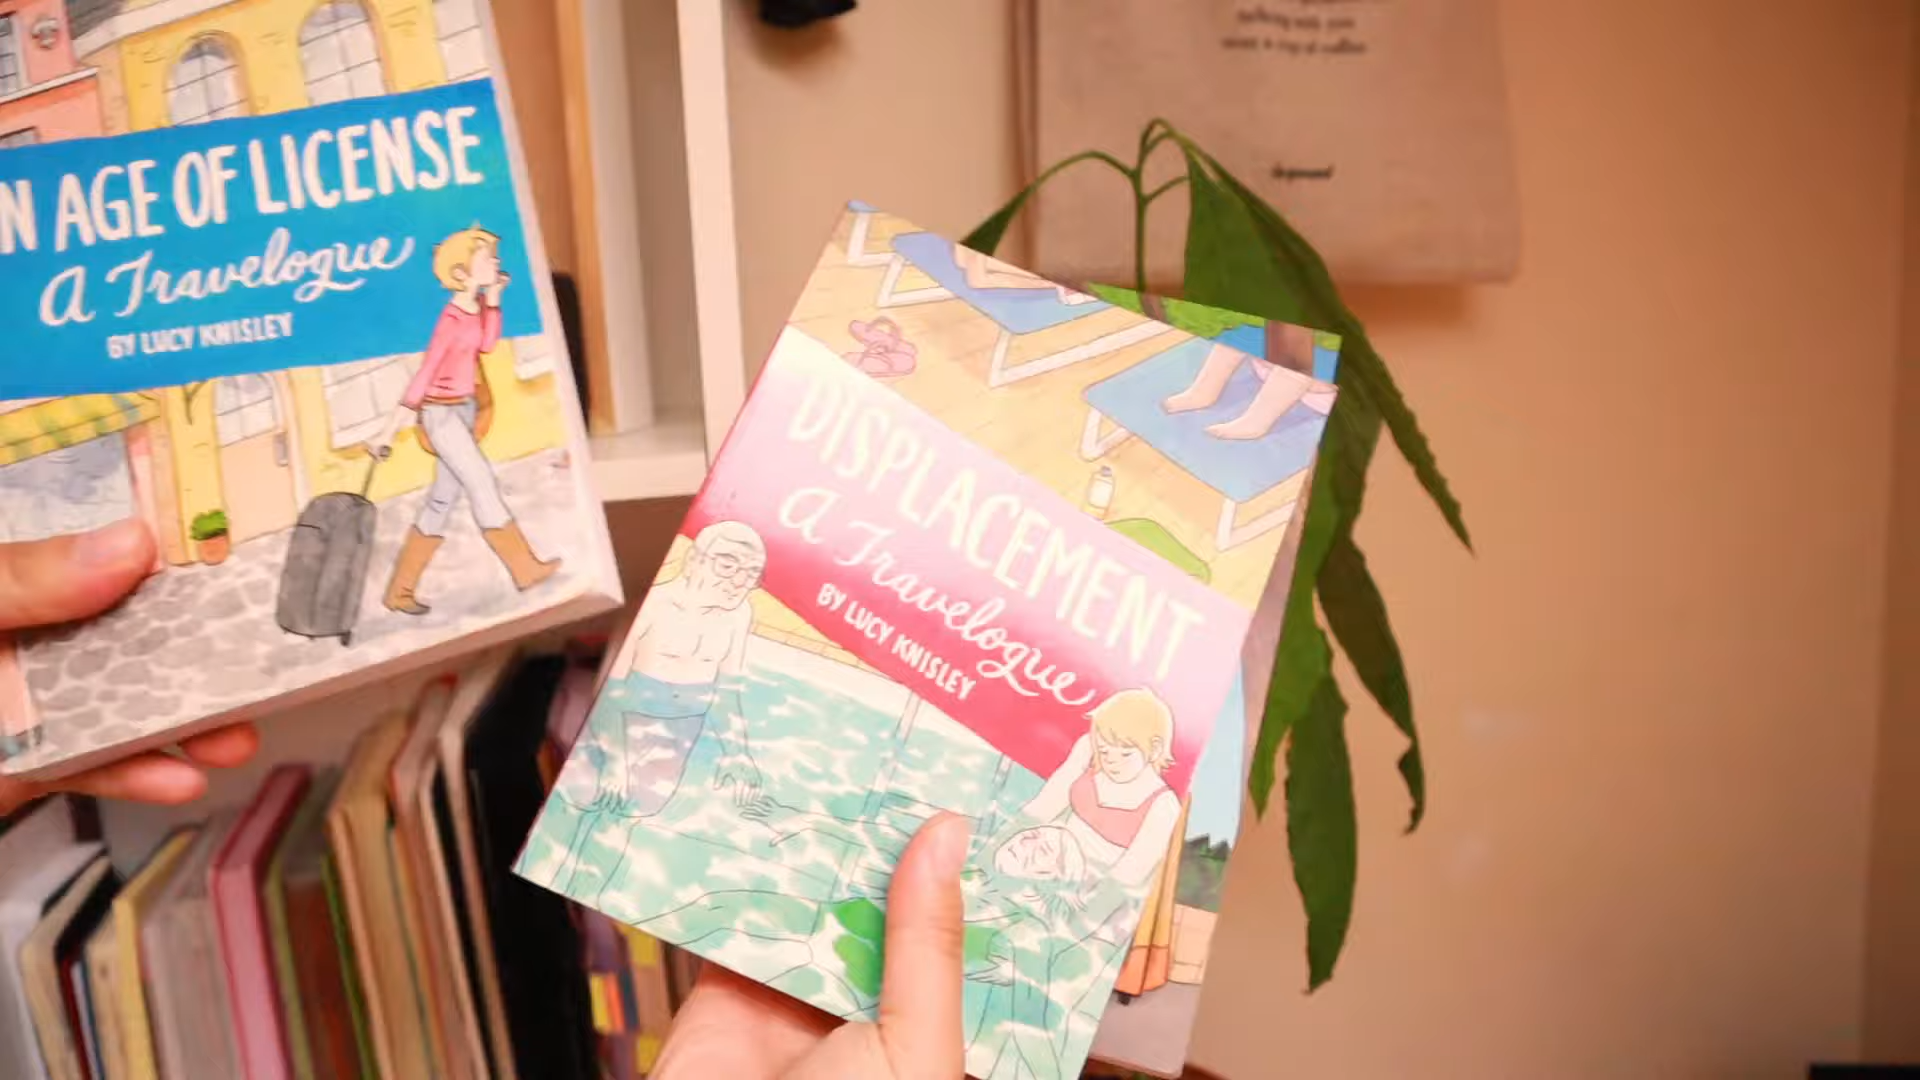 N AGE OF LICENSE
A Travelogue
BY LUCY KNISLEY
DISPLACEMENT
A Travelogue
BY LUCY KNISLEY